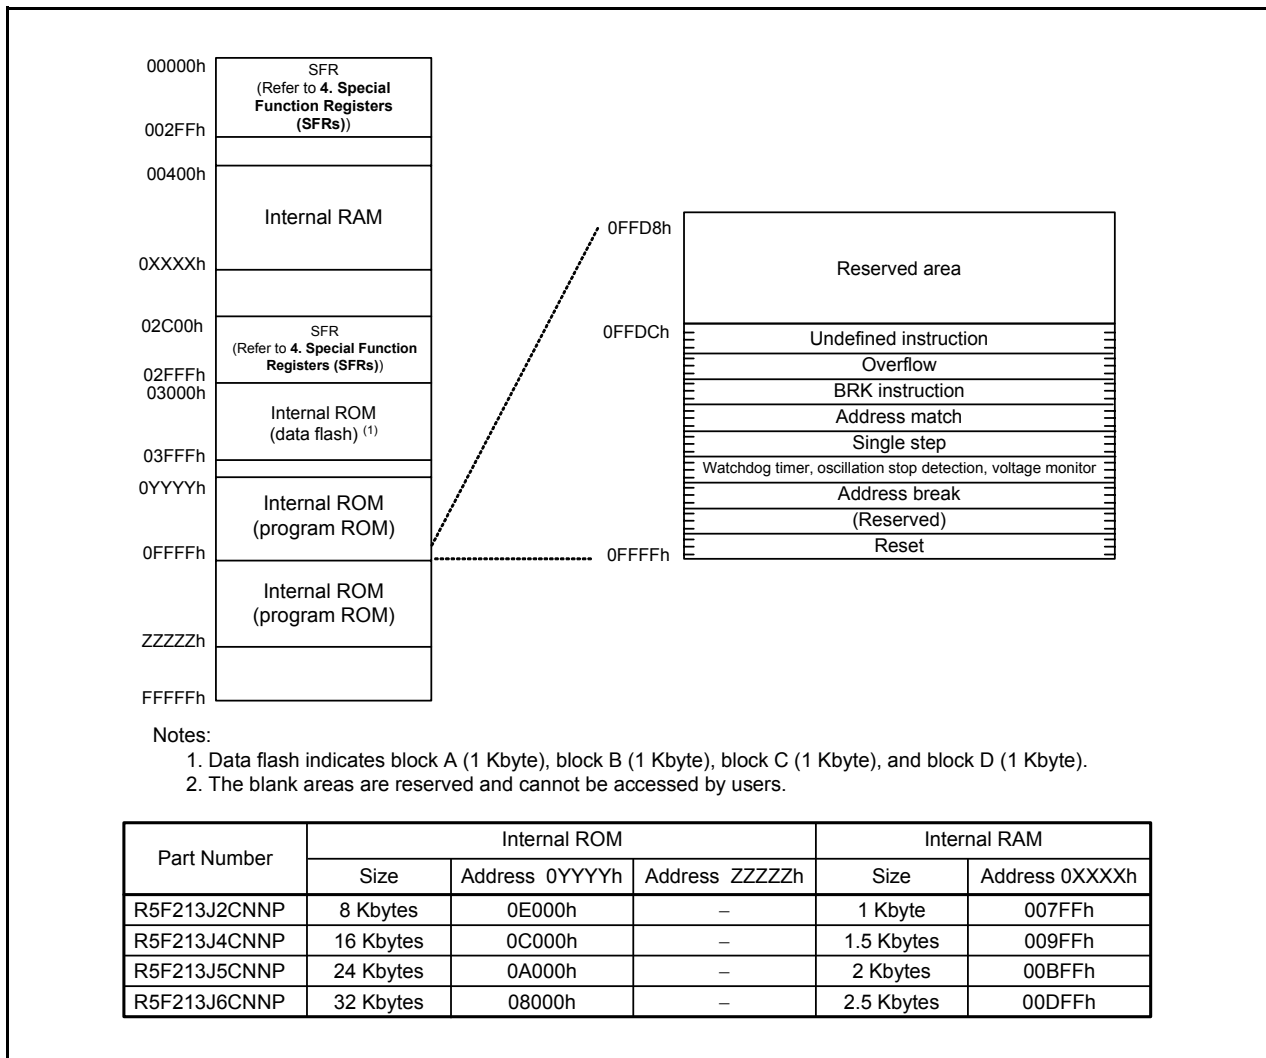 00000h
SFR
(Refer to 4. Special
Function Registers
(SFRs))
002FFh
00400h
Internal RAM
0XXXXh
02C00h
SFR
(Refer to 4. Special Function
Registers (SFRs))
02FFFh
03000h
Internal ROM
(data flash) (1)
03FFFh
0YYYYh
Internal ROM
(program ROM)
0FFFFh
Internal ROM
(program ROM)
ZZZZZh
FFFFFh
0FFD8h
Reserved area
0FFDCh
Undefined instruction
Overflow
BRK instruction
Address match
Single step
Watchdog timer, oscillation stop detection, voltage monitor
Address break
(Reserved)
Reset
0FFFFh
Notes:
1. Data flash indicates block A (1 Kbyte), block B (1 Kbyte), block C (1 Kbyte), and block D (1 Kbyte).
2. The blank areas are reserved and cannot be accessed by users.
Part Number Internal ROM Internal RAM
Size Address 0YYYYh Address ZZZZZh Size Address 0XXXXh
R5F213J2CNNP 8 Kbytes 0E000h – 1 Kbyte 007FFh
R5F213J4CNNP 16 Kbytes 0C000h – 1.5 Kbytes 009FFh
R5F213J5CNNP 24 Kbytes 0A000h – 2 Kbytes 00BFFh
R5F213J6CNNP 32 Kbytes 08000h – 2.5 Kbytes 00DFFh